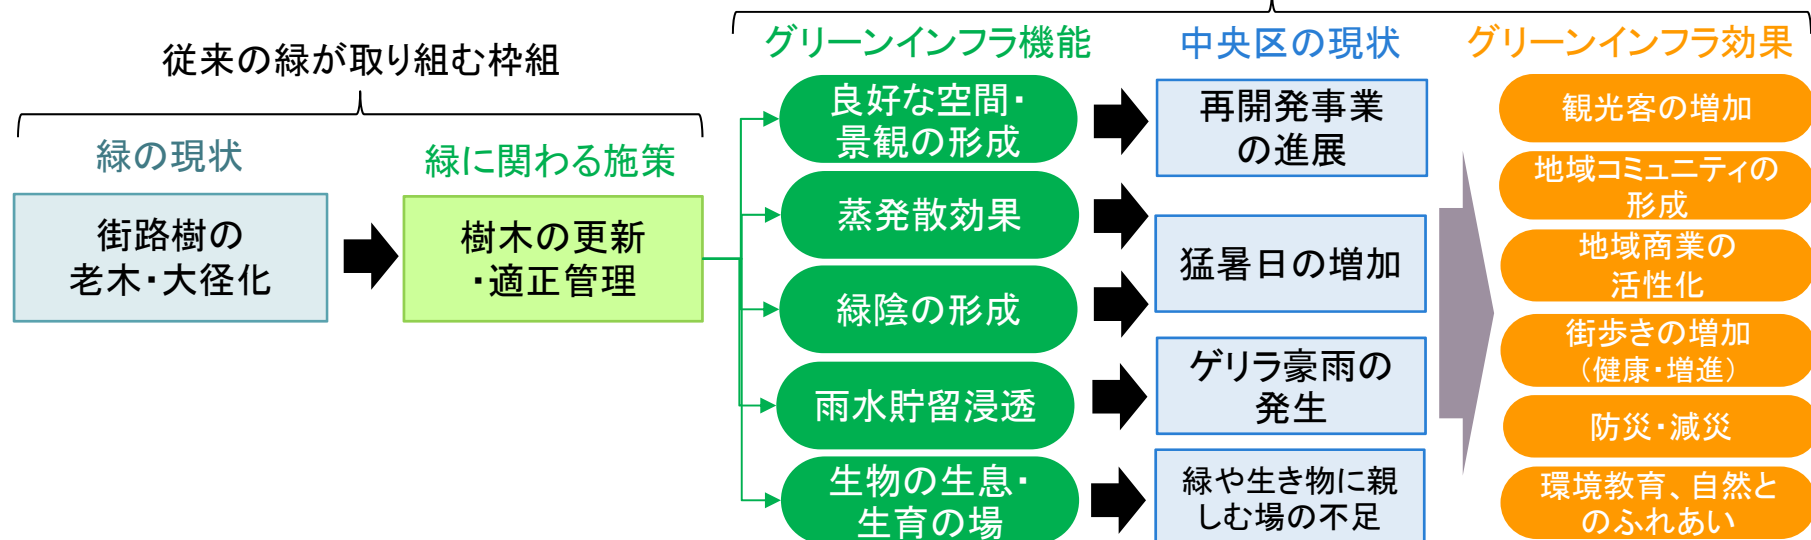 従来の緑が取り組む枠組
緑の現状
街路樹の
老木・大径化
緑に関わる施策
樹木の更新
・適正管理
グリーンインフラ機能
良好な空間・
景観の形成
蒸発散効果
緑陰の形成
雨水貯留浸透
生物の生息・
生育の場
中央区の現状
再開発事業
の進展
猛暑日の増加
ゲリラ豪雨の
発生
緑や生き物に親
しむ場の不足
グリーンインフラ効果
観光客の増加
地域コミュニティの
形成
地域商業の
活性化
街歩きの増加
（健康・増進）
防災・減災
環境教育、自然と
のふれあい